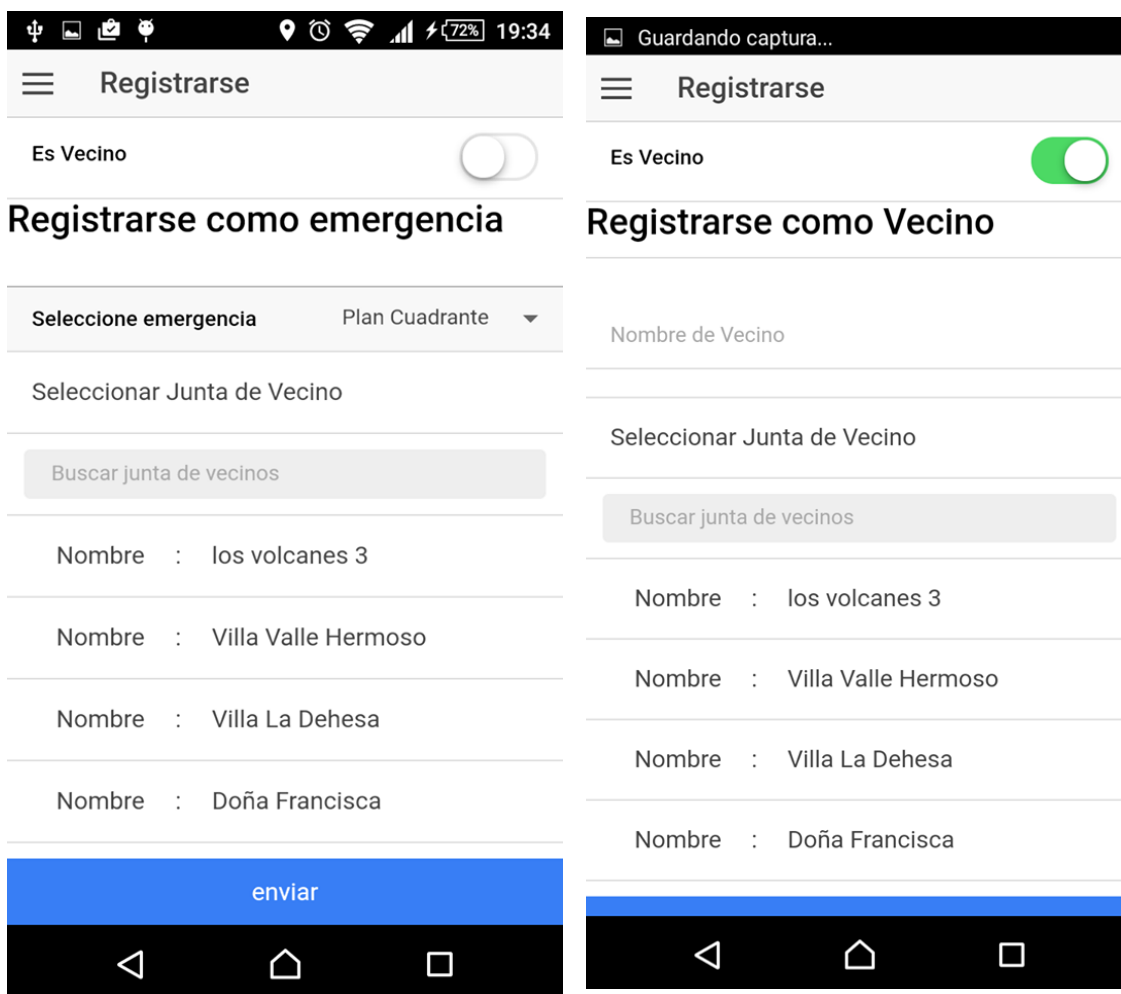 72% 19:34
Registrarse
Es Vecino
Registrarse como emergencia
Seleccione emergencia Plan Cuadrante
Seleccionar Junta de Vecino
Buscar junta de vecinos
Nombre : los volcanes 3
Nombre : Villa Valle Hermoso
Nombre : Villa La Dehesa
Nombre : Doña Francisca
enviar
Guardando captura...
Registrarse
Es Vecino
Registrarse como Vecino
Nombre de Vecino
Seleccionar Junta de Vecino
Buscar junta de vecinos
Nombre : los volcanes 3
Nombre : Villa Valle Hermoso
Nombre : Villa La Dehesa
Nombre : Doña Francisca